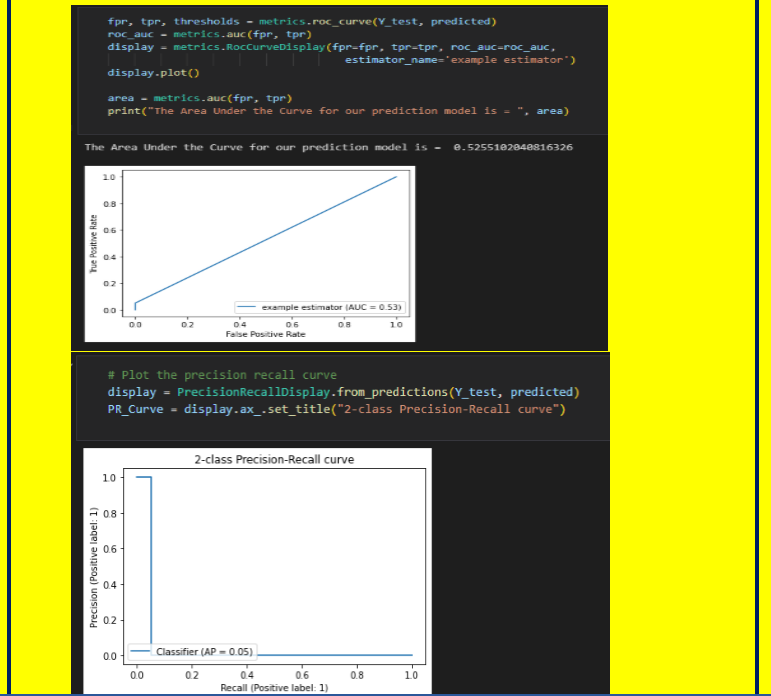 fpr, tpr, thresholds = metrics.roc_curve(Y_test, predicted)
roc_auc = metrics.auc(fpr, tpr)
display = metrics.RocCurveDisplay(fpr=fpr, tpr=tpr, roc_auc=roc_auc,
estimator_name='example estimator')
display.plot()
area = metrics.auc(fpr, tpr)
print("The Area Under the Curve for our prediction model is = ", area)
The Area Under the Curve for our prediction model is =  0.5255102040816326
1.0
0.8
0.6
0.4
0.2
0.0
True Positive Rate
example estimator (AUC = 0.53)
0.0 0.2 0.4 0.6 0.8 1.0
False Positive Rate
# Plot the precision recall curve
display = PrecisionRecallDisplay.from_predictions(Y_test, predicted)
PR_Curve = display.ax_.set_title("2-class Precision-Recall curve")
2-class Precision-Recall curve
1.0
0.8
0.6
0.4
0.2
0.0
Precision (Positive label: 1)
Classifier (AP = 0.05)
0.0 0.2 0.4 0.6 0.8 1.0
Recall (Positive label: 1)